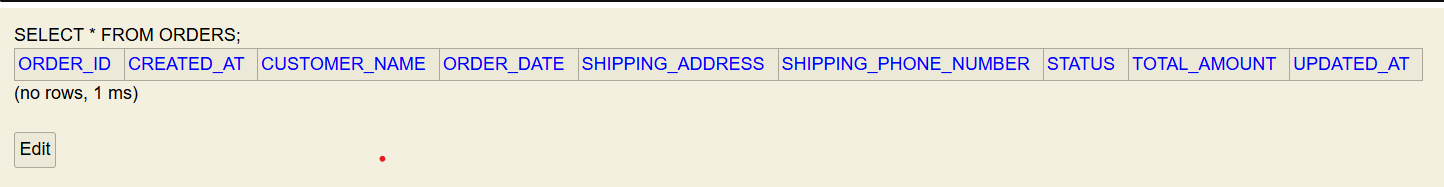 SELECT * FROM ORDERS;
ORDER_ID CREATED_AT CUSTOMER_NAME ORDER_DATE SHIPPING_ADDRESS SHIPPING_PHONE_NUMBER STATUS TOTAL_AMOUNT UPDATED_AT
(no rows, 1 ms)
Edit